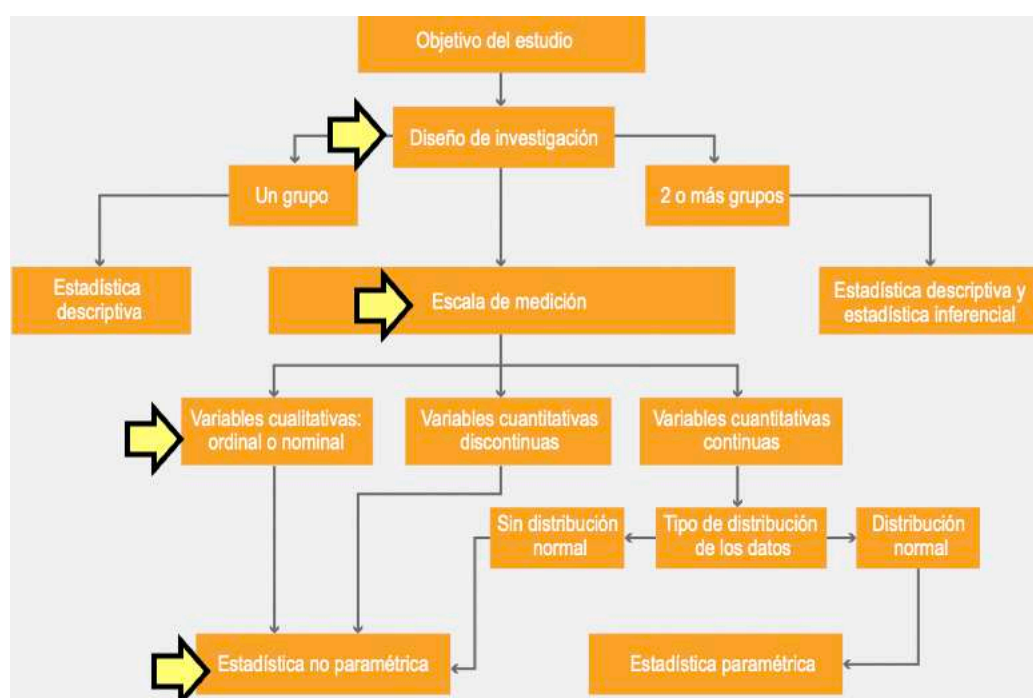 Objetivo del estudio
Diseño de investigación
Un grupo
2 o más grupos
Estadística
descriptiva
Escala de medición
Estadística descriptiva y
estadística inferencial
Variables cualitativas:
ordinal o nominal
Variables cuantitativas
discontinuas
Variables cuantitativas
continuas
Sin distribución
normal
Tipo de distribución
de los datos
Distribución
normal
Estadística no paramétrica
Estadística paramétrica